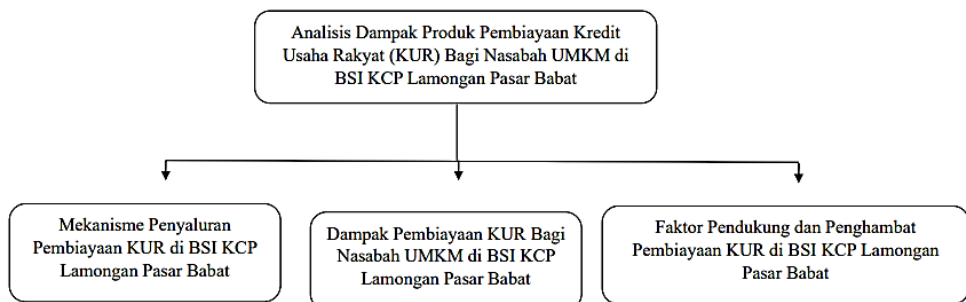 Analisis Dampak Produk Pembiayaan Kredit
Usaha Rakyat (KUR) Bagi Nasabah UMKM di
BSI KCP Lamongan Pasar Babat
Mekanisme Penyaluran
Pembiayaan KUR di BSI KCP
Lamongan Pasar Babat
Dampak Pembiayaan KUR Bagi
Nasabah UMKM di BSI KCP
Lamongan Pasar Babat
Faktor Pendukung dan Penghambat
Pembiayaan KUR di BSI KCP Lamongan
Pasar Babat